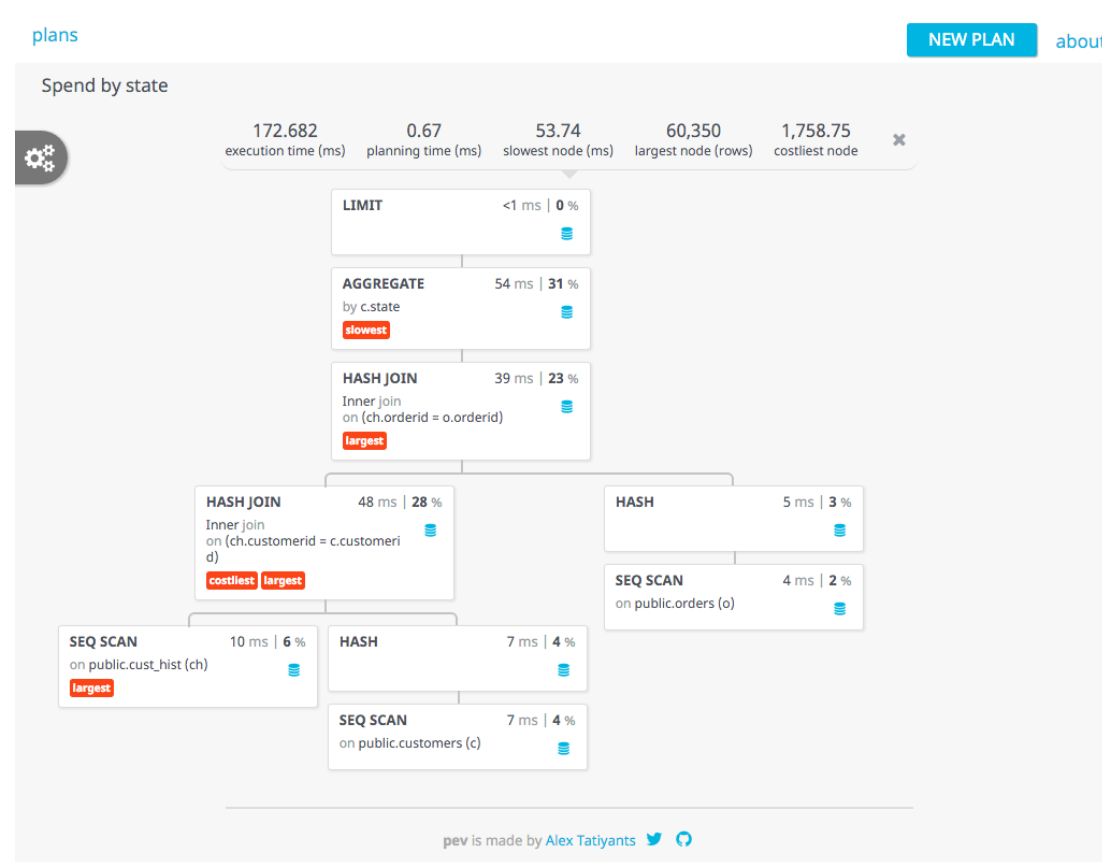 plans
NEW PLAN
about
Spend by state
172.682
execution time (ms)
0.67
planning time (ms)
53.74
slowest node (ms)
60,350
largest node (rows)
1,758.75
costliest node
LIMIT
<1 ms | 0 %
AGGREGATE
54 ms | 31 %
by c.state
slowest
HASH JOIN
39 ms | 23 %
Inner join
on (ch.orderid = o.orderid)
largest
HASH JOIN
48 ms | 28 %
Inner join
on (ch.customerid = c.customeri
d)
costliest largest
HASH
5 ms | 3 %
SEQ SCAN
4 ms | 2 %
on public.orders (o)
SEQ SCAN
10 ms | 6 %
on public.cust_hist (ch)
largest
HASH
7 ms | 4 %
SEQ SCAN
7 ms | 4 %
on public.customers (c)
pev is made by Alex Tatiyants